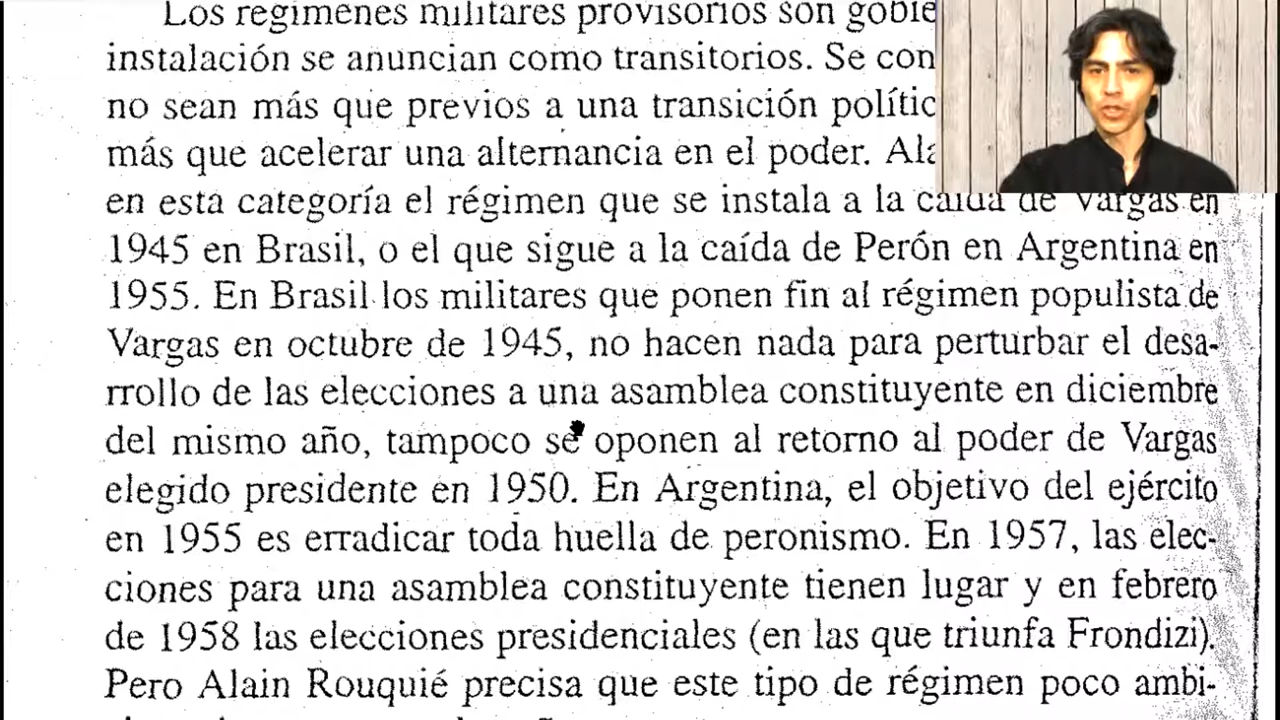 Los regímenes militares provisorios son
instalación se anuncian como transitorios. Se
no sean más que previos a una transición
más que acelerar una alternancia en el poder.
en esta categoría el régimen que se instala a la caída de Vargas en
1945 en Brasil, o el que sigue a la caída de Perón en Argentina en
1955. En Brasil los militares que ponen fin al régimen populista de
Vargas en octubre de 1945, no hacen nada para perturbar el desa-
rrollo de las elecciones a una asamblea constituyente en diciembre
del mismo año, tampoco se oponen al retorno al poder de Vargas
elegido presidente en 1950. En Argentina, el objetivo del ejército
en 1955 es erradicar toda huella de peronismo. En 1957, las elec-
ciones para una asamblea constituyente tienen lugar y en febrero
de 1958 las elecciones presidenciales (en las que triunfa Frondizi).
Pero Alain Rouquié precisa que este tipo de régimen poco ambi-